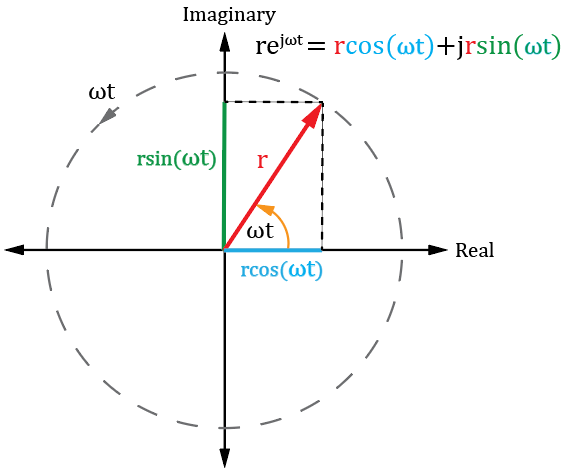 Imaginary
re^jωt = rcos(ωt)+jrsin(ωt)
ωt
rsin(ωt)
r
ωt
Real
rcos(ωt)